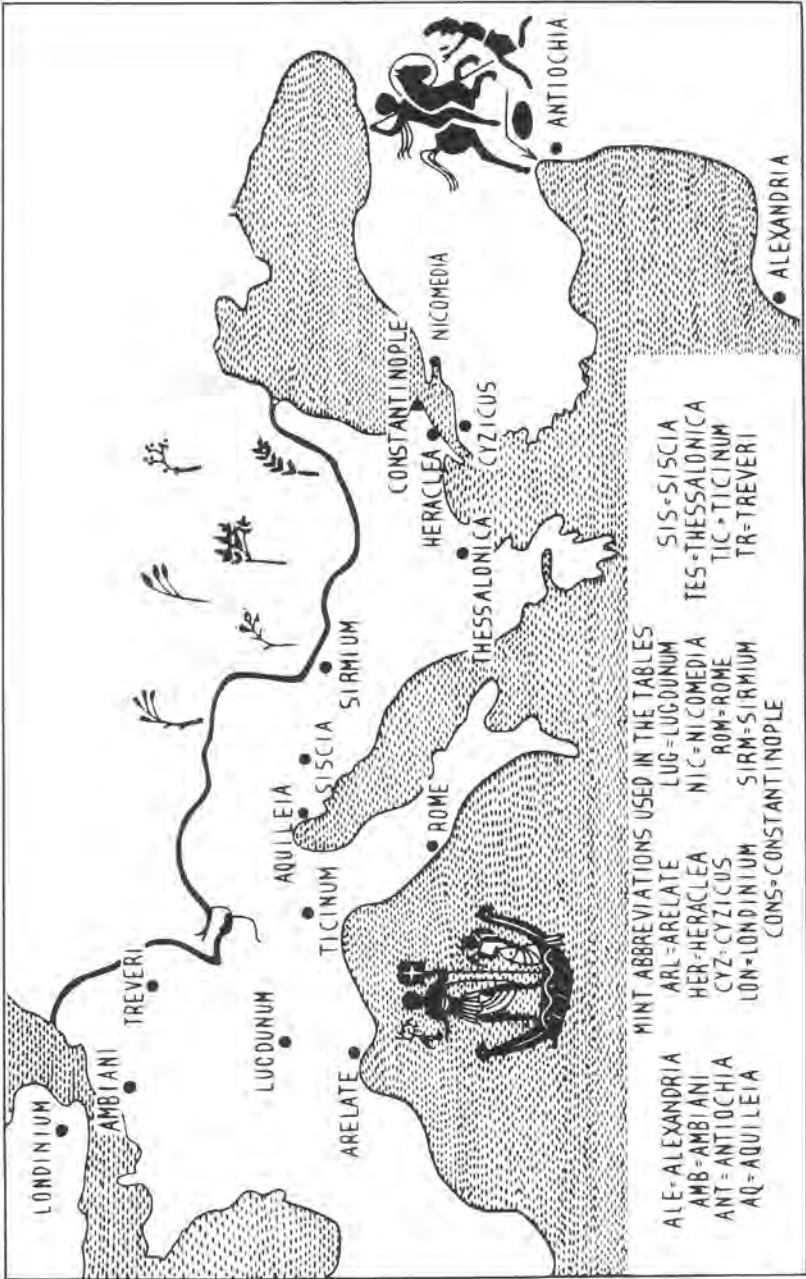 LONDINIUM
AMBIANI
TREVERI
LUGDUNUM
ARELATE
TICINUM
AQUILEIA
SISCIA
SIRMIUM
ROME
THESSALONICA
HERACLEA
CONSTANTINOPLE
CYZICUS
NICOMEDIA
ANTIOCHIA
ALEXANDRIA
MINT ABBREVIATIONS USED IN THE TABLES
ALE=ALEXANDRIA ARL=ARELATE LUG=LUGDUNUM SIS=SISCIA
AMB=AMBIANI HER=HERACLEA NIC=NICOMEDIA TES=THESSALONICA
ANT=ANTIOCHIA CYZ=CYZICUS ROM=ROME TIC=TICINUM
AQ=AQUILEIA LON=LONDINIUM SIRM=SIRMIUM TR=TREVERI
CONS=CONSTANTINOPLE